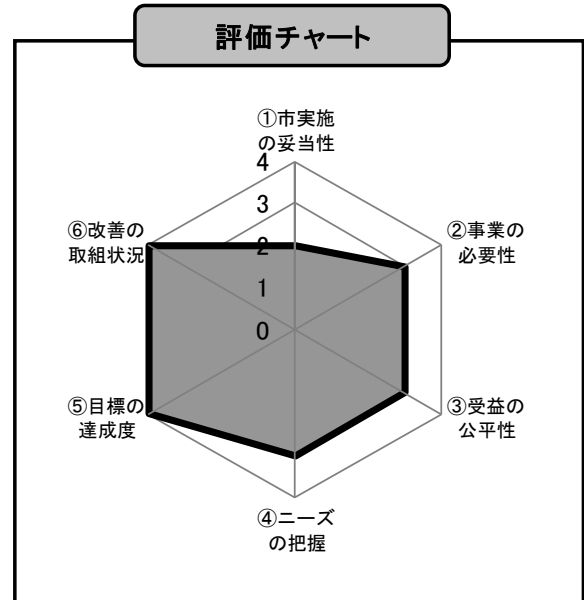 評価チャート
①市実施
の妥当性
4
3
2
1
0
②事業の
必要性
③受益の
公平性
④ニーズ
の把握
⑤目標の
達成度
⑥改善の
取組状況